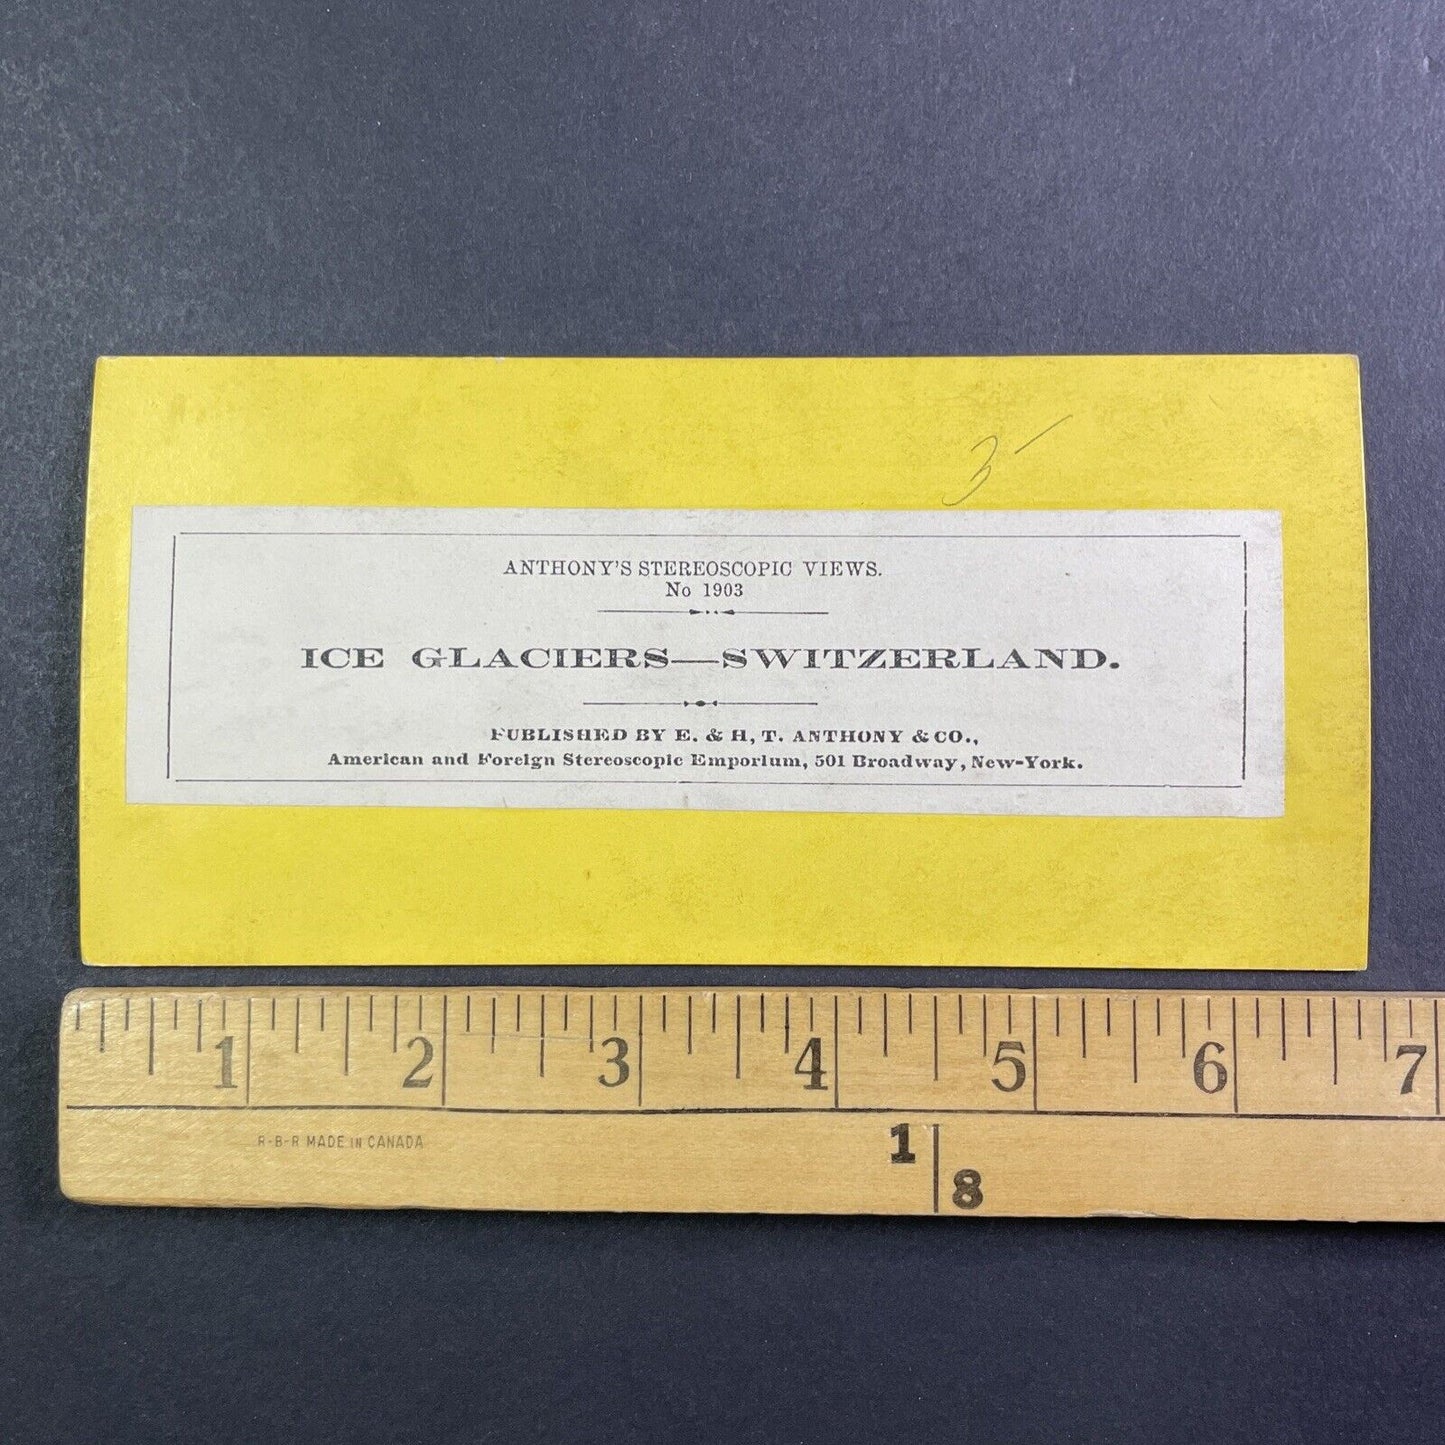 3-
ANTHONY'S STEREOSCOPIC VIEWS.
No 1903
ICE GLACIERS—SWITZERLAND.
PUBLISHED BY E. & H, T. ANTHONY & CO.,
American and Foreign Stereoscopic Emporium, 501 Broadway, New-York.
1 2 3 4 5 6 7
R-B-R MADE IN CANADA
1
8